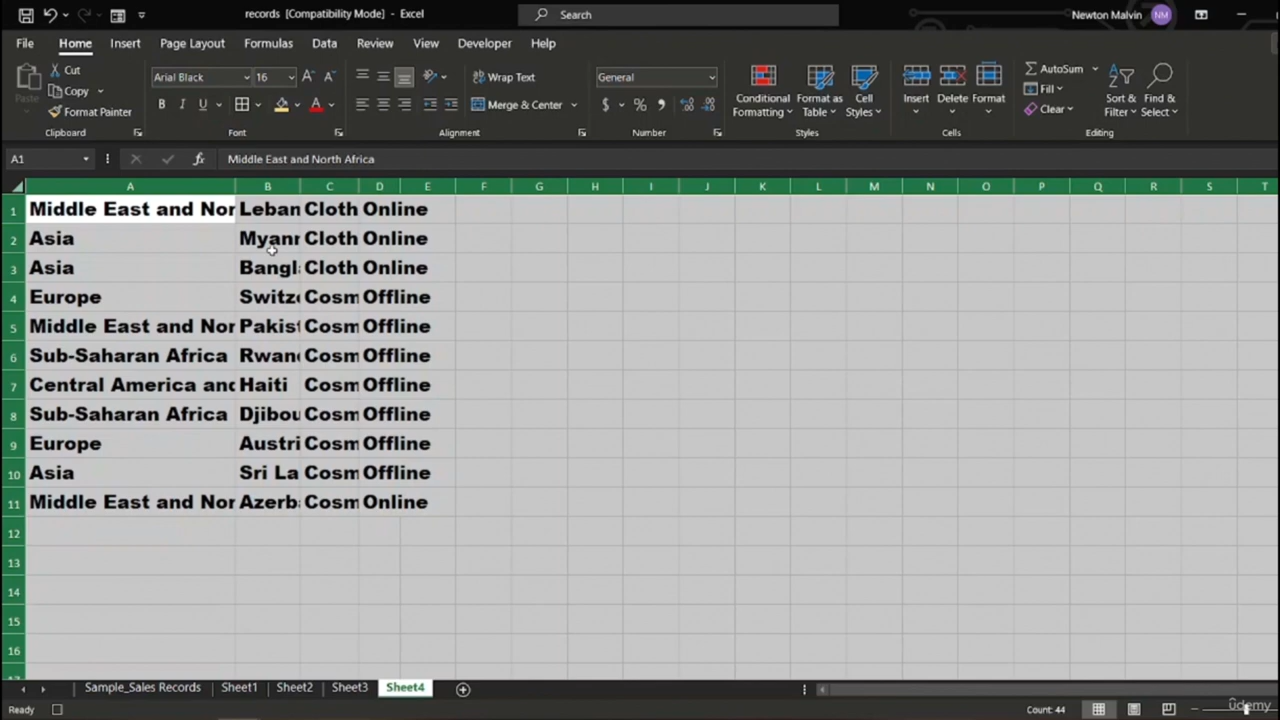 records [Compatibility Mode] - Excel
Search
Newton Malvin
NM
File Home Insert Page Layout Formulas Data Review View Developer Help
Paste
Cut
Copy
Format Painter
Clipboard
Arial Black 16
B I U
Font
Wrap Text
Merge & Center
Alignment
General
$ % ,
Number
Conditional Formatting
Format as Table
Cell Styles
Styles
Insert Delete Format
Cells
AutoSum
Fill
Clear
Sort & Filter
Find & Select
Editing
A1 fx Middle East and North Africa
A B C D E F G H I J K L M N O P Q R S T
1 Middle East and Nor Leban Cloth Online
2 Asia Myanr Cloth Online
3 Asia Bangl Cloth Online
4 Europe Switz Cosm Offline
5 Middle East and Nor Pakist Cosm Offline
6 Sub-Saharan Africa Rwan Cosm Offline
7 Central America and Haiti Cosm Offline
8 Sub-Saharan Africa Djibou Cosm Offline
9 Europe Austri Cosm Offline
10 Asia Sri La Cosm Offline
11 Middle East and Nor Azerb Cosm Online
12
13
14
15
16
Sample_Sales Records Sheet1 Sheet2 Sheet3 Sheet4
Ready
Count: 44
udemy